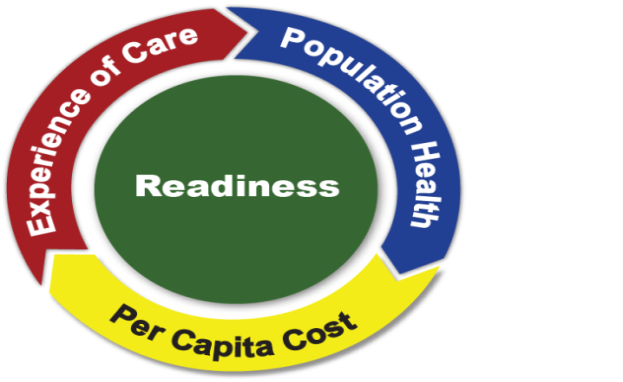 Experience of Care
Population Health
Readiness
Per Capita Cost